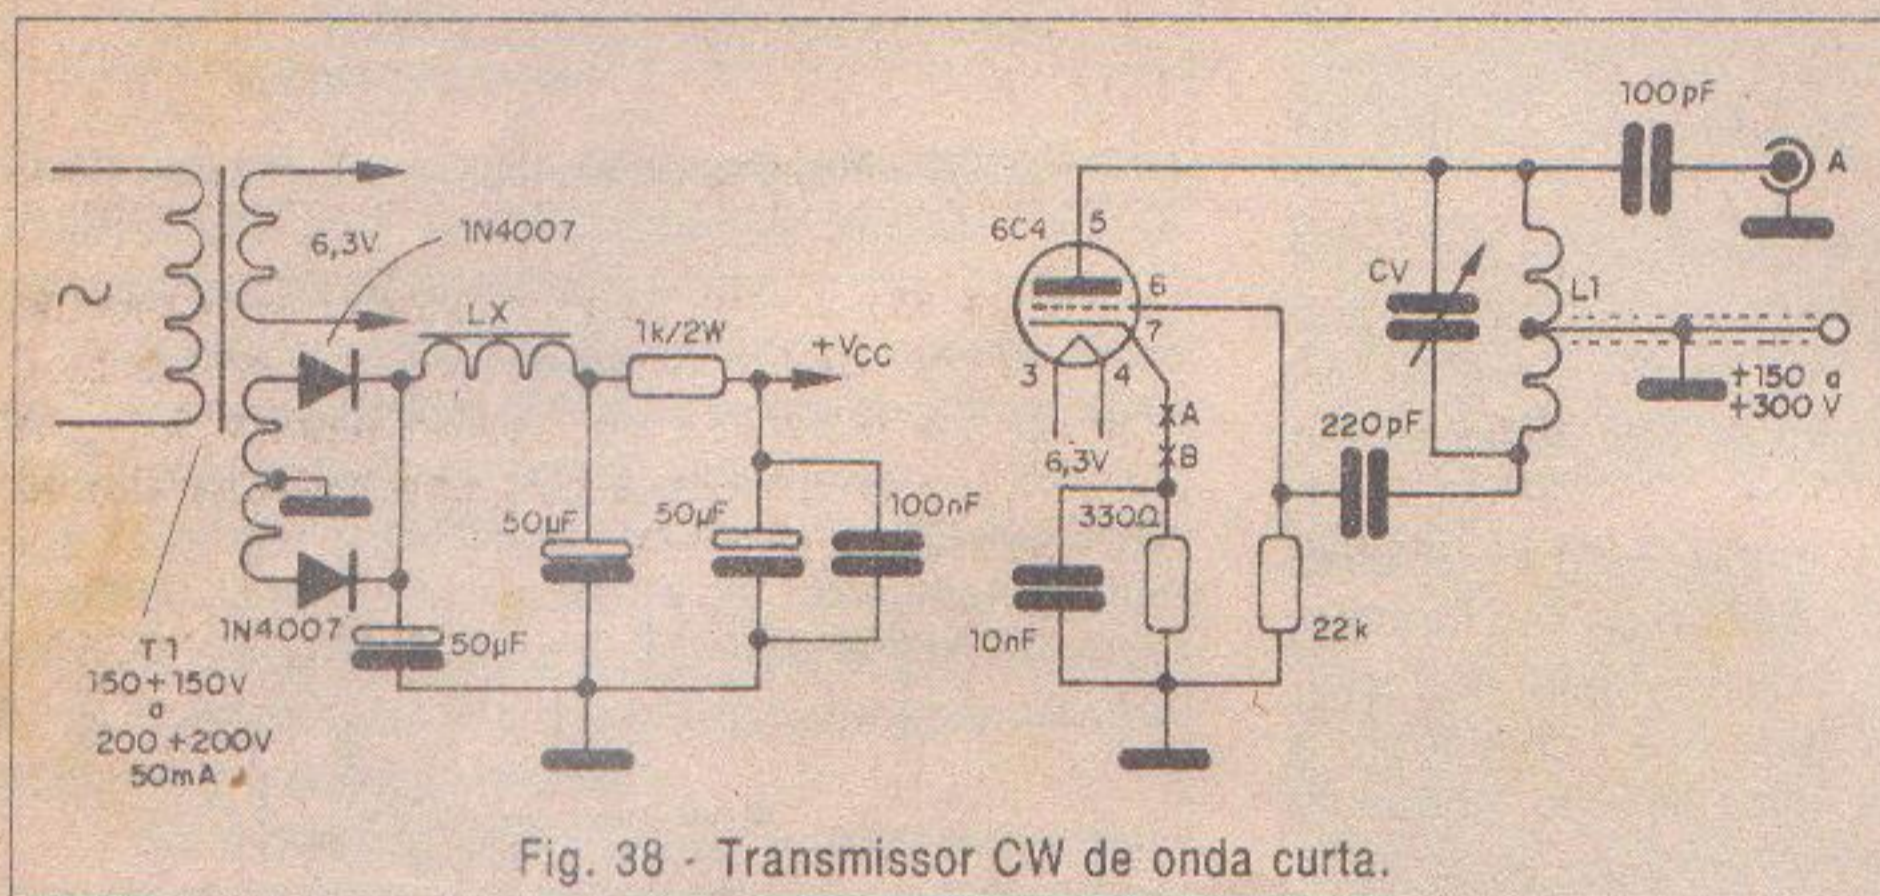 100pF
A
6C4
5
6,3V
1N4007
6
CV
L1
LX
1k/2W
+VCC
7
3
4
A
+150 a
+300 V
220pF
B
6,3V
50µF
50µF
100nF
330Ω
1N4007
50µF
10nF
22k
T1
150+150V
a
200+200V
50mA
Fig. 38 - Transmissor CW de onda curta.